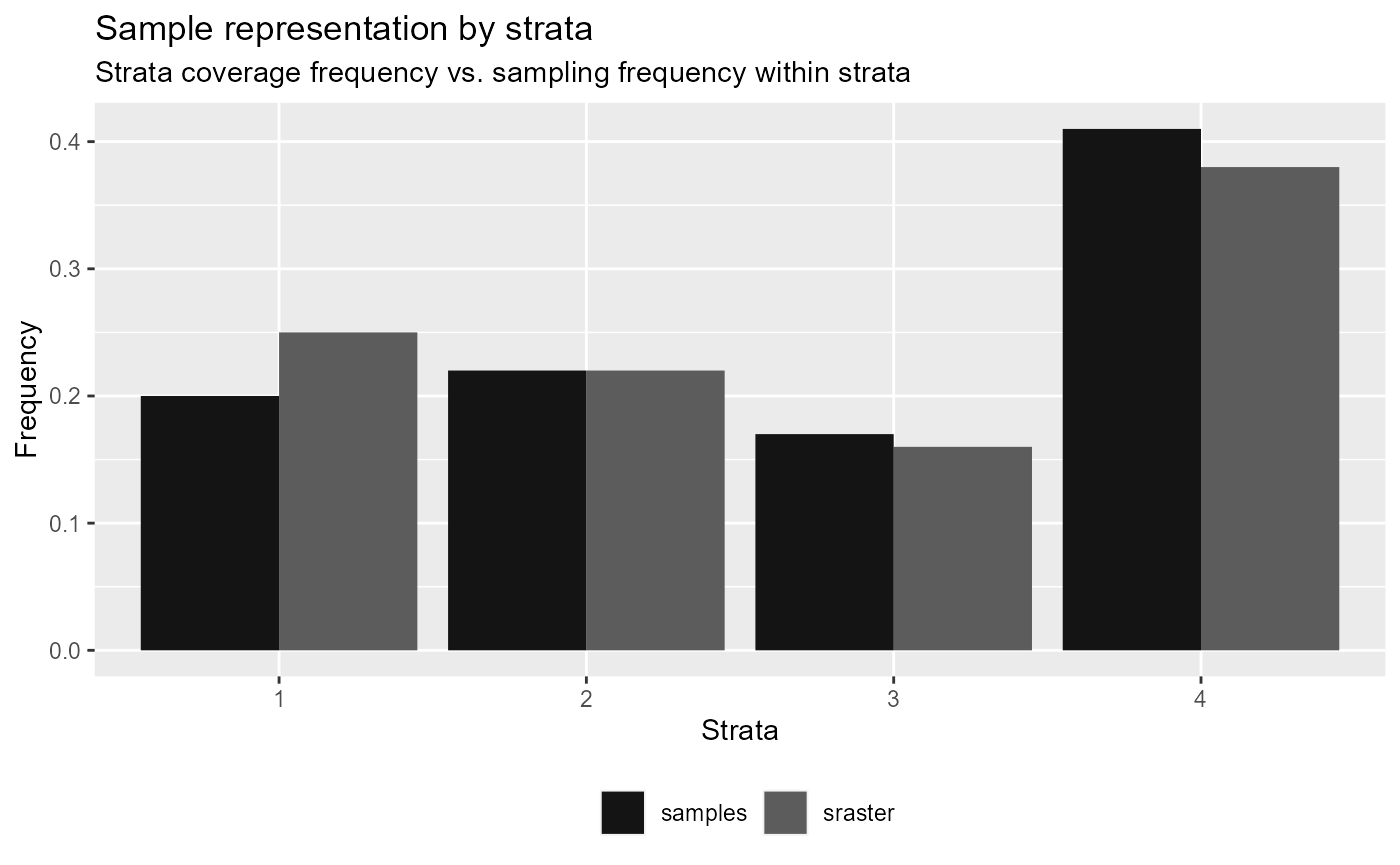 Sample representation by strata
Strata coverage frequency vs. sampling frequency within strata
Frequency
0.4
0.3
0.2
0.1
0.0
1 2 3 4
Strata
samples sraster